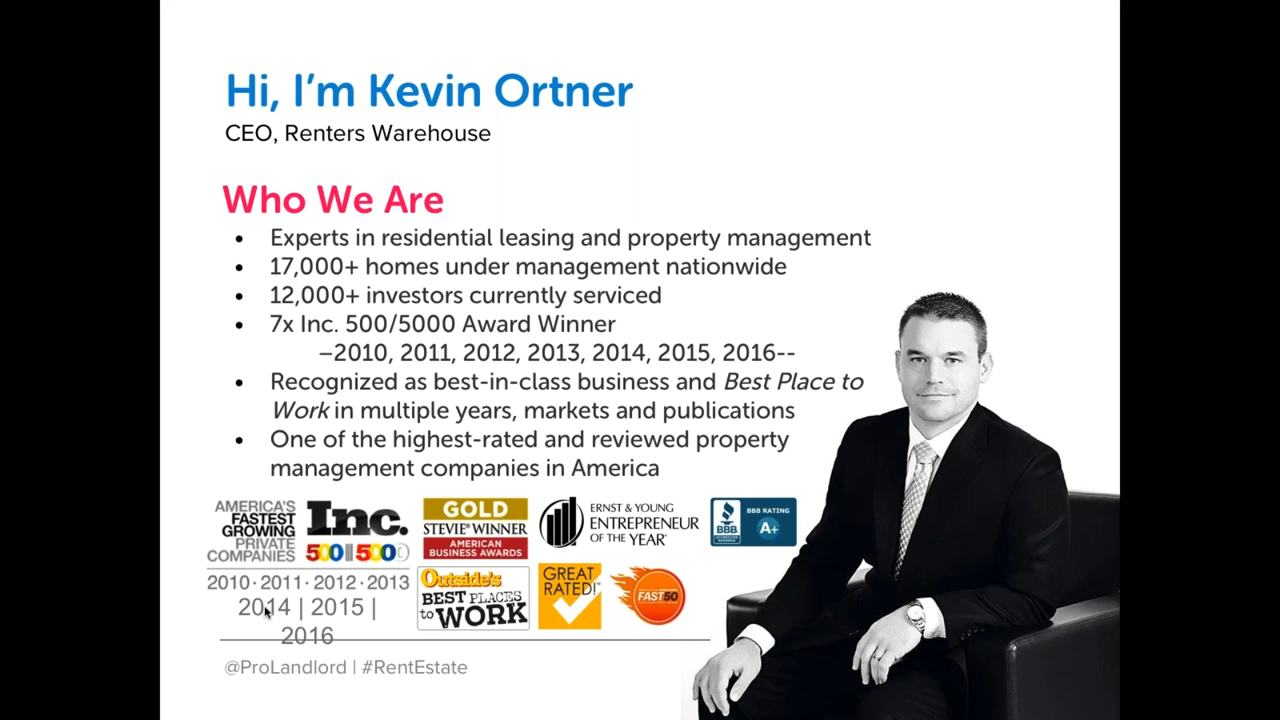 Hi, I'm Kevin Ortner
CEO, Renters Warehouse
Who We Are
• Experts in residential leasing and property management
• 17,000+ homes under management nationwide
• 12,000+ investors currently serviced
• 7x Inc. 500/5000 Award Winner
–2010, 2011, 2012, 2013, 2014, 2015, 2016--
• Recognized as best-in-class business and Best Place to
Work in multiple years, markets and publications
• One of the highest-rated and reviewed property
management companies in America
AMERICA'S
FASTEST
GROWING
PRIVATE
COMPANIES
Inc.
500|5000
2010·2011·2012·2013
2014 | 2015 |
2016
GOLD
STEVIE® WINNER
AMERICAN
BUSINESS AWARDS
ERNST & YOUNG
ENTREPRENEUR
OF THE YEAR®
BBB
ACCREDITED
BUSINESS
BBB RATING
A+
Outside's
BEST PLACES
to WORK
GREAT
RATED!™
FAST50
@ProLandlord | #RentEstate